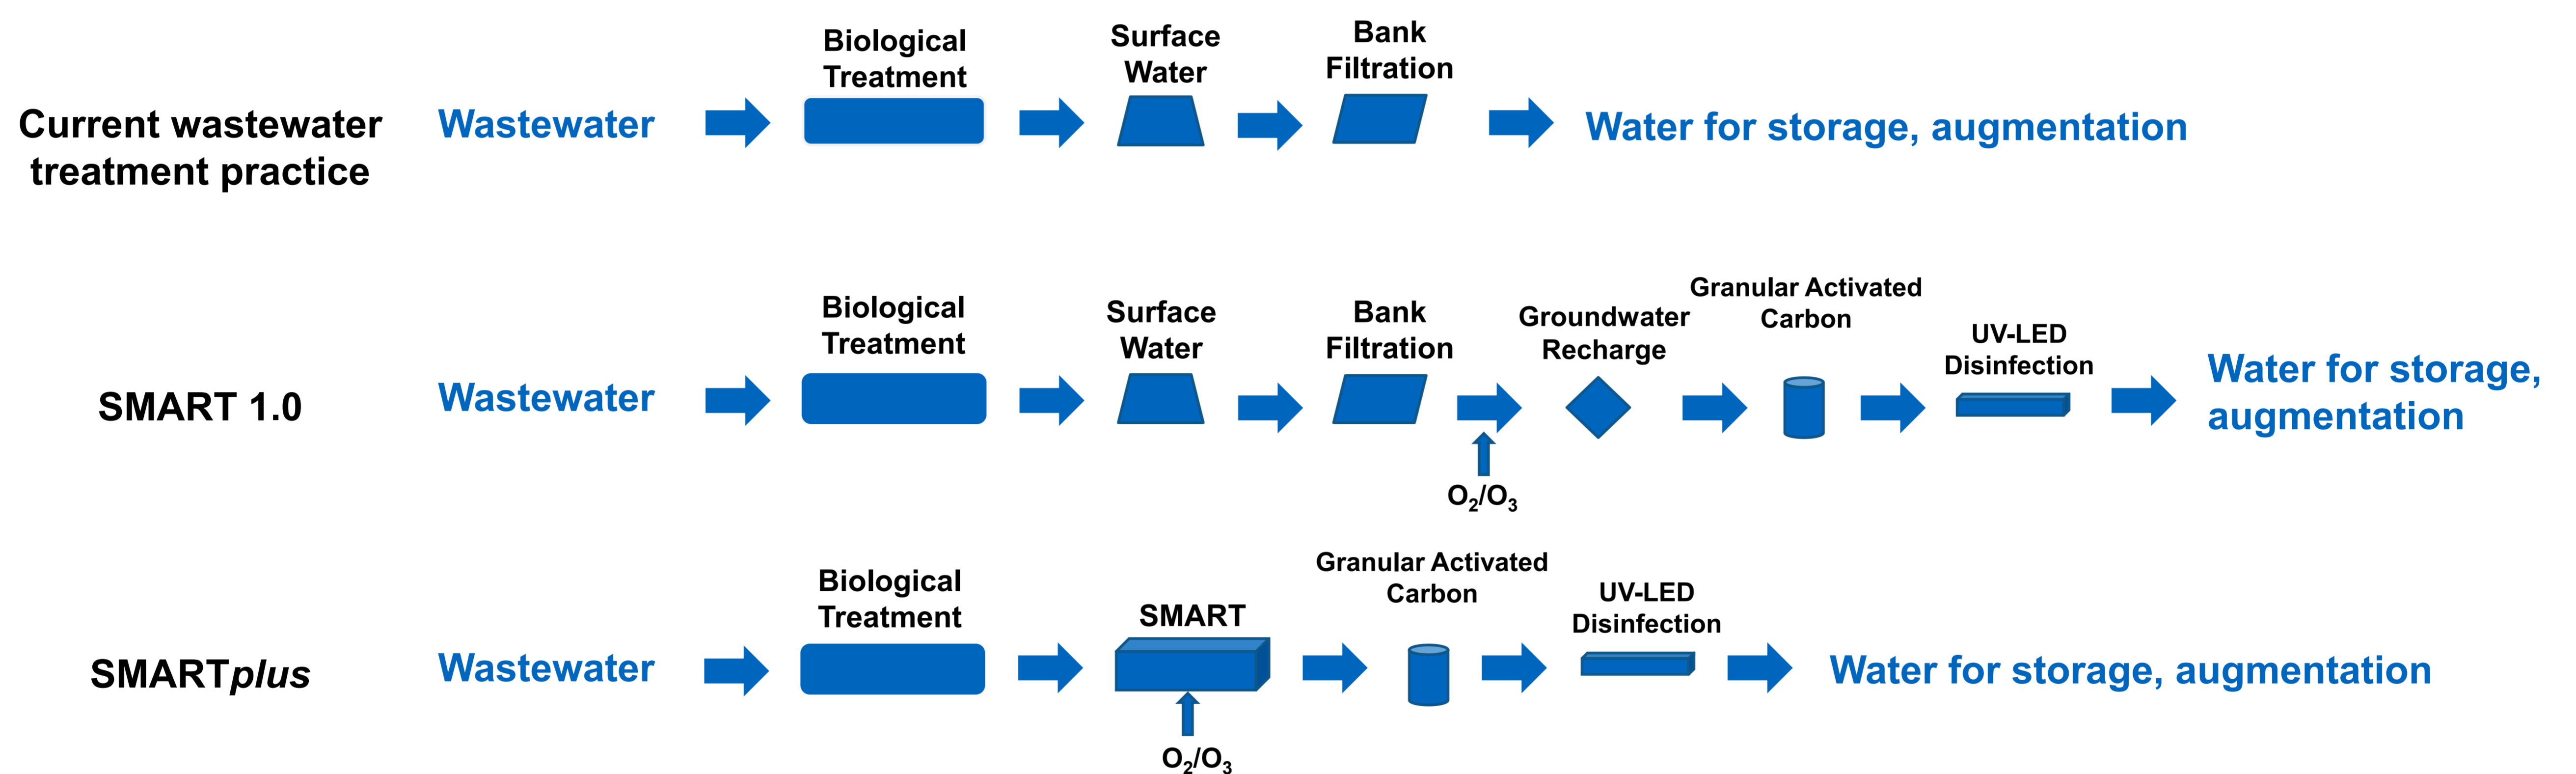 Biological
Treatment
Surface
Water
Bank
Filtration
Current wastewater
treatment practice
Wastewater
Water for storage, augmentation
Biological
Treatment
Surface
Water
Bank
Filtration
Groundwater
Recharge
Granular Activated
Carbon
UV-LED
Disinfection
SMART 1.0
Wastewater
Water for storage,
augmentation
O₂/O₃
Biological
Treatment
SMART
Granular Activated
Carbon
UV-LED
Disinfection
SMARTplus
Wastewater
Water for storage, augmentation
O₂/O₃